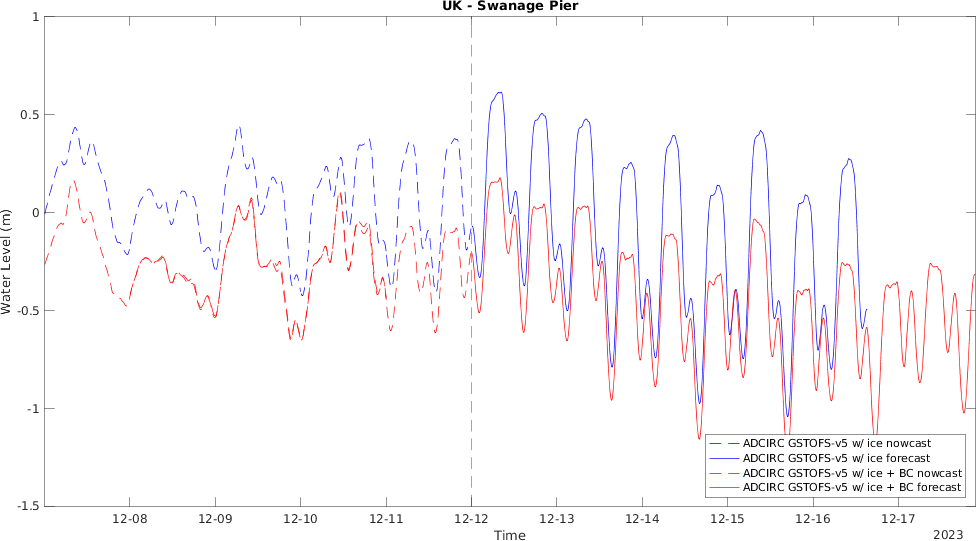 UK - Swanage Pier
1
0.5
0
-0.5
-1
-1.5
Water Level (m)
12-08 12-09 12-10 12-11 12-12 12-13 12-14 12-15 12-16 12-17
Time
2023
ADCIRC GSTOFS-v5 w/ ice nowcast
ADCIRC GSTOFS-v5 w/ ice forecast
ADCIRC GSTOFS-v5 w/ ice + BC nowcast
ADCIRC GSTOFS-v5 w/ ice + BC forecast